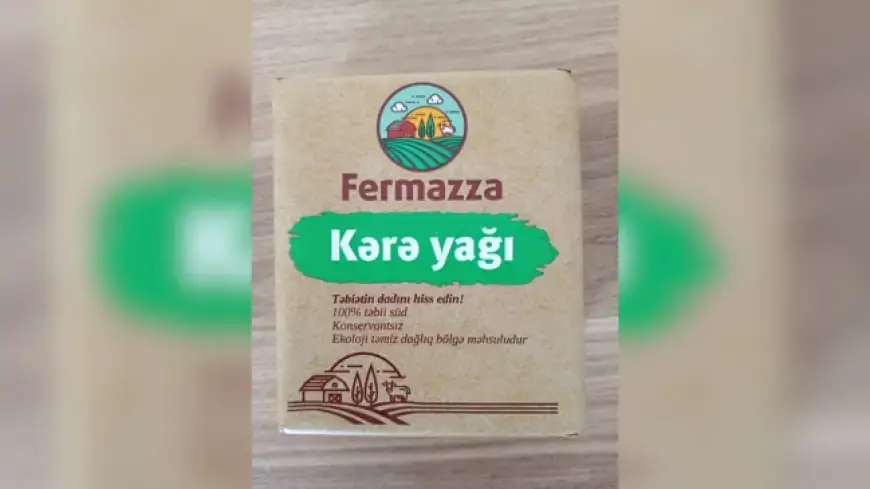 Fermazza
Kərə yağı
Təbiətin dadını hiss edin!
100% təbii süd
Konservantsız
Ekoloji təmiz dağlıq bölgə məhsuludur